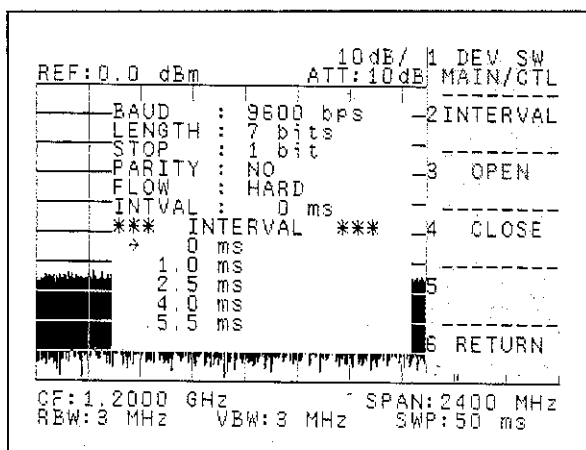 10dB/ 1 DEV SW
REF:0.0 dBm ATT:10dB MAIN/CTL
BAUD : 9600 bps 2 INTERVAL
LENGTH : 7 bits
STOP : 1 bit
PARITY : NO 3 OPEN
FLOW : HARD
INTVAL : 0 ms
*** INTERVAL *** 4 CLOSE
→ 0 ms
1.0 ms
2.5 ms 5
4.0 ms
5.5 ms
6 RETURN
CF:1.2000 GHz SPAN:2400 MHz
RBW:3 MHz VBW:3 MHz SWP:50 ms